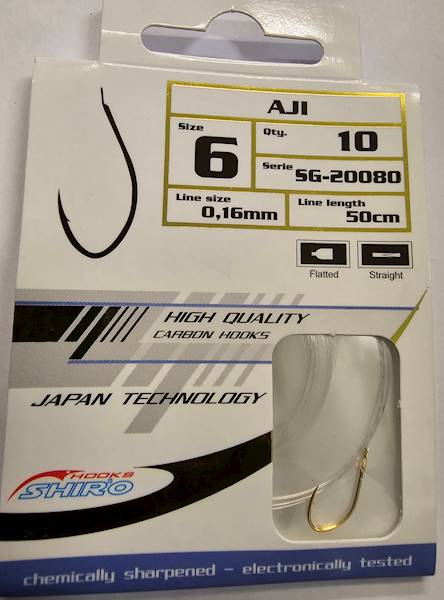 AJI
Size
6
Qty.
10
Serie
SG-20080
Line size
0,16mm
Line length
50cm
Flatted
Straight
HIGH QUALITY
CARBON HOOKS
JAPAN TECHNOLOGY
HOOKS
SHIRO
chemically sharpened - electronically tested